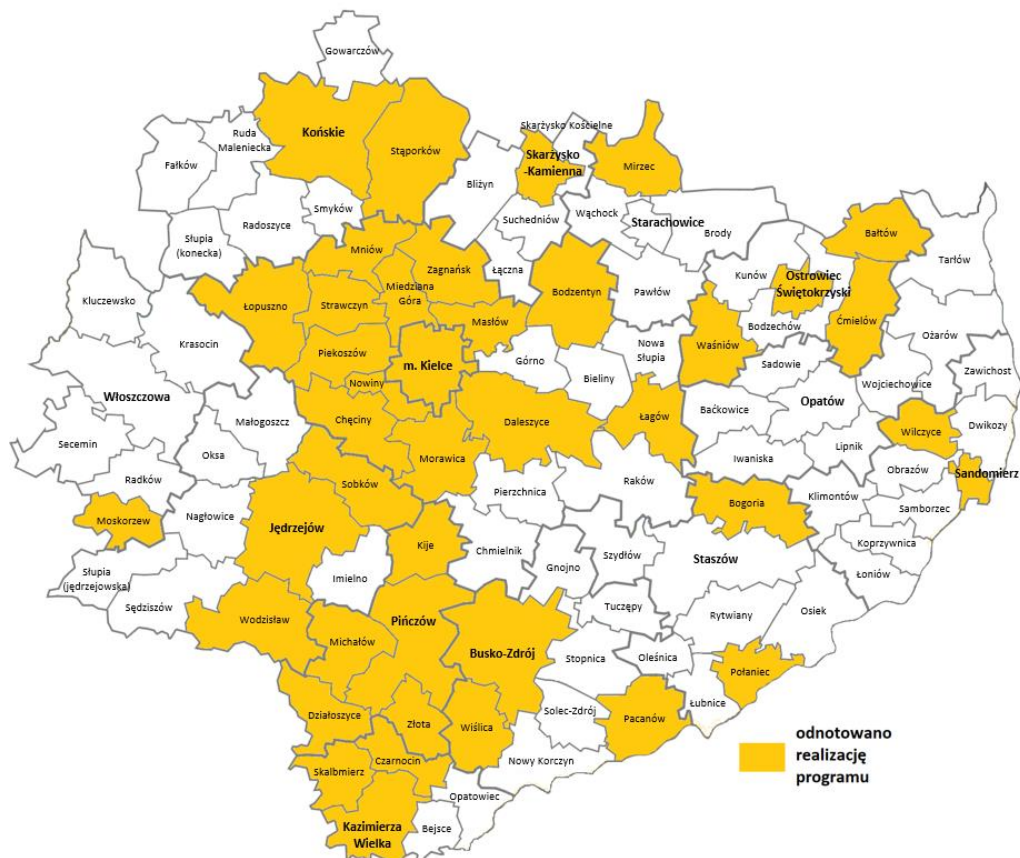 Gowarczów
Końskie
Stąporków
Ruda
Maleniecka
Fałków
Smyków
Radoszyce
Słupia
(konecka)
Skarżysko Kościelne
Skarżysko
-Kamienna
Mirzec
Bliżyn
Suchedniów
Wąchock
Starachowice
Brody
Mniów
Zagnańsk
Łączna
Bałtów
Tarłów
Kluczewsko
Łopuszno
Strawczyn
Miedziana
Góra
Bodzentyn
Pawłów
Kunów
Ostrowiec
Świętokrzyski
Ćmielów
Bodzechów
Ożarów
Krasocin
Piekoszów
m. Kielce
Masłów
Górno
Bieliny
Nowa
Słupia
Waśniów
Sadowie
Wojciechowice
Zawichost
Włoszczowa
Nowiny
Chęciny
Małogoszcz
Daleszyce
Łagów
Baćkowice
Opatów
Secemin
Oksa
Morawica
Iwaniska
Lipnik
Wilczyce
Dwikozy
Radków
Sobków
Pierzchnica
Raków
Obrazów
Sandomierz
Moskorzew
Nagłowice
Jędrzejów
Kije
Chmielnik
Bogoria
Klimontów
Samborzec
Koprzywnica
Słupia
(jędrzejowska)
Imielno
Gnojno
Szydłów
Staszów
Łoniów
Sędziszów
Wodzisław
Michałów
Pińczów
Busko-Zdrój
Tuczępy
Rytwiany
Osiek
Stopnica
Oleśnica
Połaniec
Działoszyce
Złota
Wiślica
Solec-Zdrój
Pacanów
Łubnice
Skalbmierz
Czarnocin
Nowy Korczyn
Opatowiec
Kazimierza
Wielka
Bejsce
odnotowano
realizację
programu